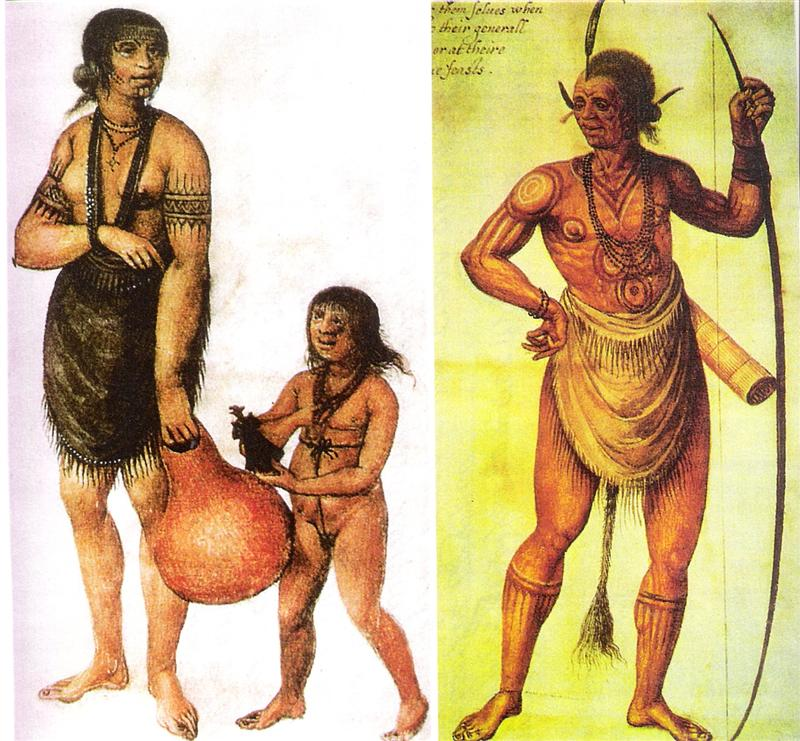 them selues when
their generall
or at theire
feasts .